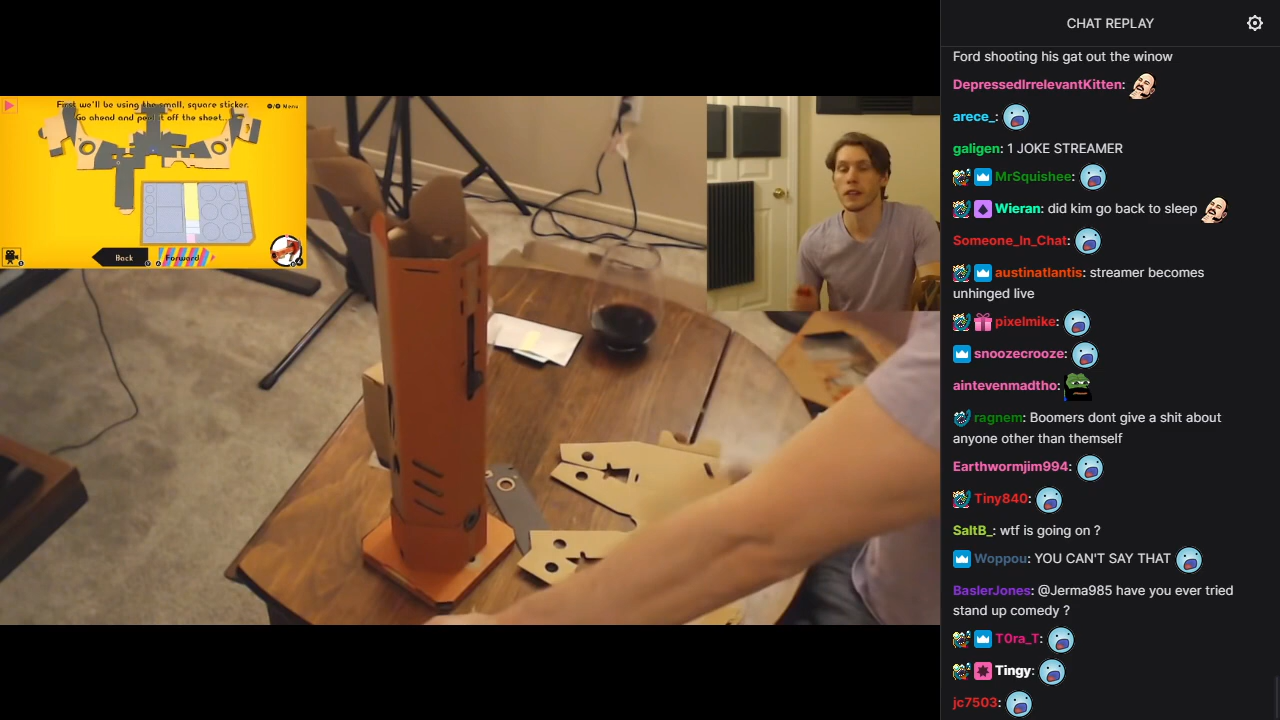 First we'll be using the small, square sticker.
Go ahead and peel it off the sheet.
Menu
Back
Forward
CHAT REPLAY
Ford shooting his gat out the winow
DepressedIrrelevantKitten:
arece_:
galigen: 1 JOKE STREAMER
MrSquishee:
Wieran: did kim go back to sleep
Someone_In_Chat:
austinatlantis: streamer becomes
unhinged live
pixelmike:
snoozecrooze:
aintevenmadtho:
ragnem: Boomers dont give a shit about
anyone other than themself
Earthwormjim994:
Tiny840:
SaltB_: wtf is going on ?
Woppou: YOU CAN'T SAY THAT
BaslerJones: @Jerma985 have you ever tried
stand up comedy ?
T0ra_T:
Tingy:
jc7503: